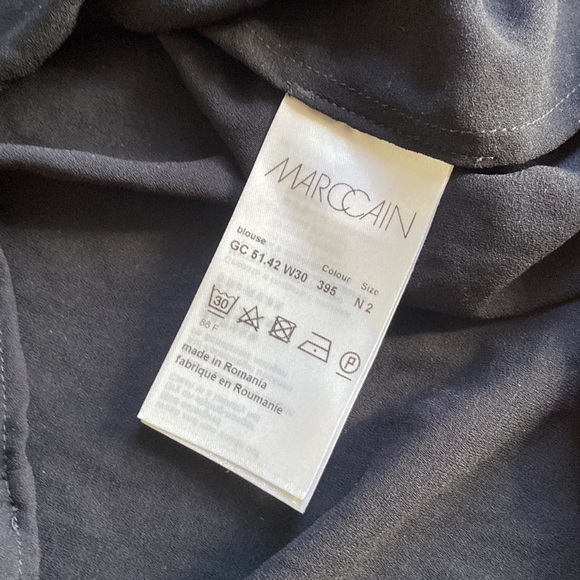 MARCCAIN
blouse
Colour Size
GC 51.42 W30 395 N 2
30 P
86 F
made in Romania
fabriqué en Roumanie